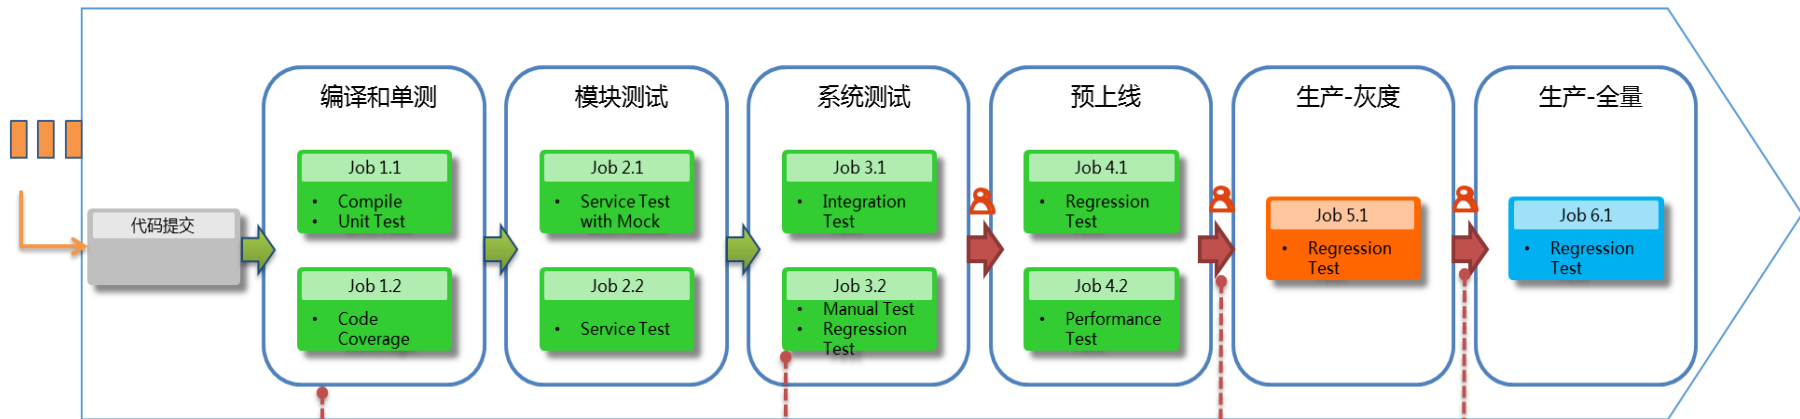 代码提交
编译和单测
Job 1.1
• Compile
• Unit Test
Job 1.2
• Code
Coverage
模块测试
Job 2.1
• Service Test
with Mock
Job 2.2
• Service Test
系统测试
Job 3.1
• Integration
Test
Job 3.2
• Manual Test
• Regression
Test
预上线
Job 4.1
• Regression
Test
Job 4.2
• Performance
Test
生产-灰度
Job 5.1
• Regression
Test
生产-全量
Job 6.1
• Regression
Test